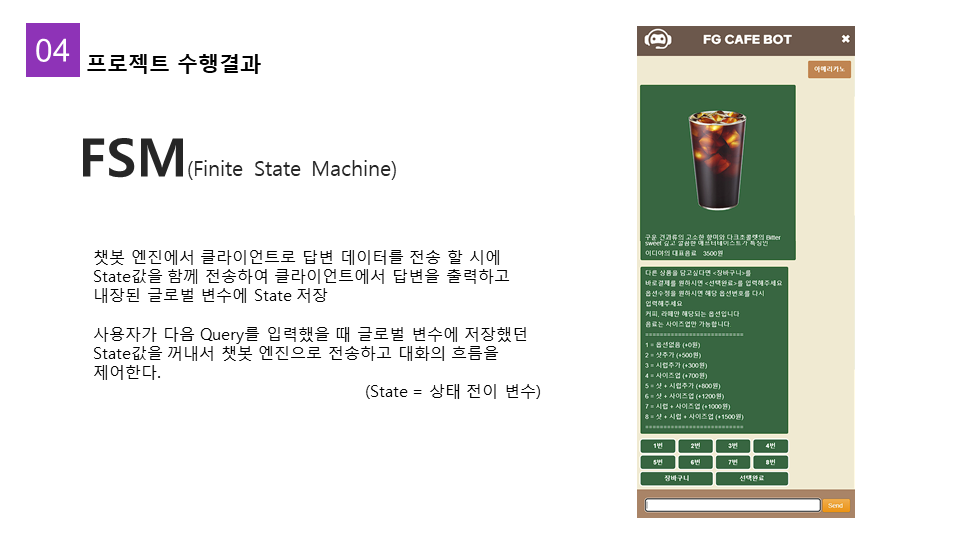 04
프로젝트 수행결과
FSM(Finite State Machine)
챗봇 엔진에서 클라이언트로 답변 데이터를 전송 할 시에
State값을 함께 전송하여 클라이언트에서 답변을 출력하고
내장된 글로벌 변수에 State 저장
사용자가 다음 Query를 입력했을 때 글로벌 변수에 저장했던
State값을 꺼내서 챗봇 엔진으로 전송하고 대화의 흐름을
제어한다.
(State = 상태 전이 변수)
FG CAFE BOT
아메리카노
구운 견과류의 고소한 향미와 다크초콜렛의 Bitter
sweet 깊고 깔끔한 애프터테이스트가 특징인
이디야의 대표음료 3500원
다른 상품을 담고싶다면 <장바구니>를
바로결제를 원하시면 <선택완료>를 입력해주세요
옵션수정을 원하시면 해당 옵션번호를 다시
입력해주세요
커피, 라떼만 해당되는 옵션입니다
음료는 사이즈업만 가능합니다.
===========================
1 = 옵션없음 (+0원)
2 = 샷추가 (+500원)
3 = 시럽추가 (+300원)
4 = 사이즈업 (+700원)
5 = 샷 + 시럽추가 (+800원)
6 = 샷 + 사이즈업 (+1200원)
7 = 시럽 + 사이즈업 (+1000원)
8 = 샷 + 시럽 + 사이즈업 (+1500원)
===========================
1번 2번 3번 4번
5번 6번 7번 8번
장바구니 선택완료
Send